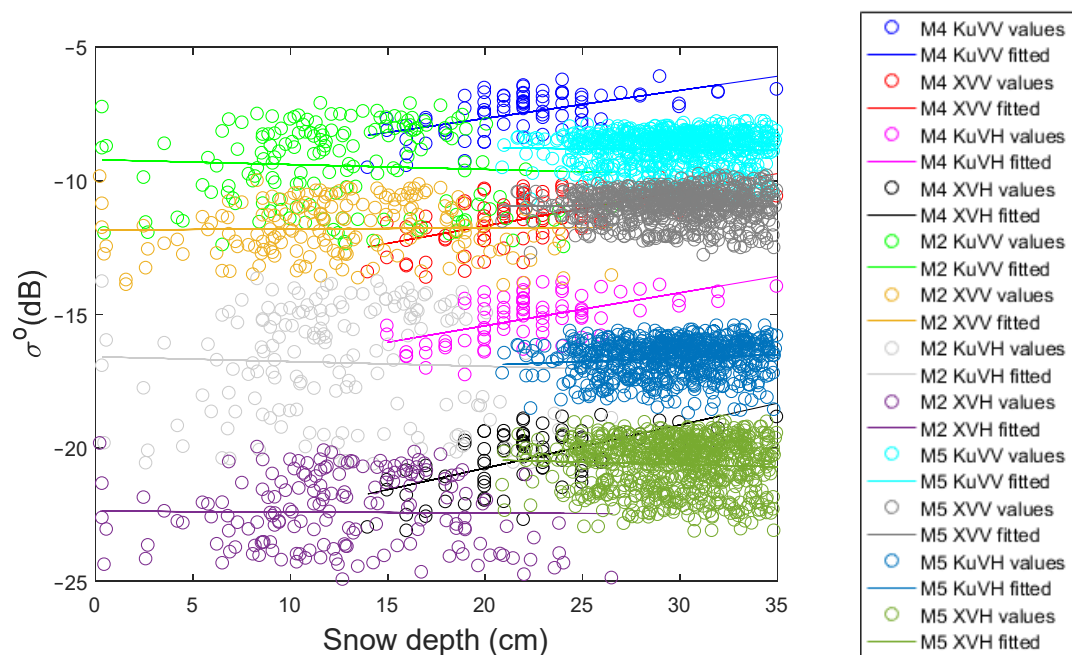 −5
−10
−15
−20
−25
σ°(dB)
0 5 10 15 20 25 30 35
Snow depth (cm)
M4 KuVV values
M4 KuVV fitted
M4 XVV values
M4 XVV fitted
M4 KuVH values
M4 KuVH fitted
M4 XVH values
M4 XVH fitted
M2 KuVV values
M2 KuVV fitted
M2 XVV values
M2 XVV fitted
M2 KuVH values
M2 KuVH fitted
M2 XVH values
M2 XVH fitted
M5 KuVV values
M5 KuVV fitted
M5 XVV values
M5 XVV fitted
M5 KuVH values
M5 KuVH fitted
M5 XVH values
M5 XVH fitted